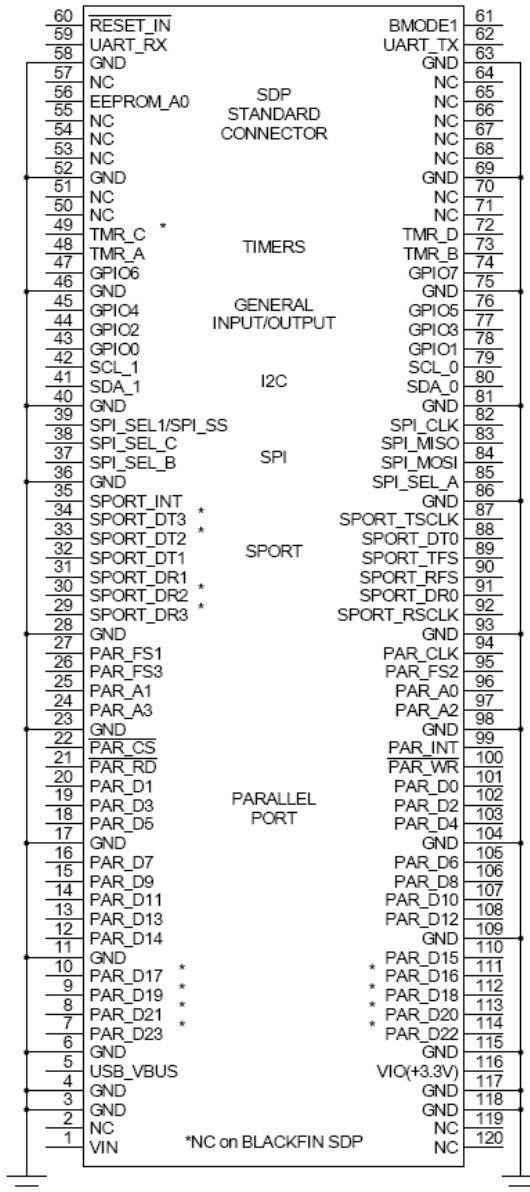 60 RESET_IN BMODE1 61
59 UART_RX UART_TX 62
58 GND GND 63
57 NC NC 64
56 EEPROM_A0 SDP NC 65
55 NC STANDARD NC 66
54 NC CONNECTOR NC 67
53 NC NC 68
52 GND GND 69
51 NC NC 70
50 NC NC 71
49 TMR_C * TMR_D 72
48 TMR_A TIMERS TMR_B 73
47 GPIO6 GPIO7 74
46 GND GND 75
45 GPIO4 GENERAL GPIO5 76
44 GPIO2 INPUT/OUTPUT GPIO3 77
43 GPIO0 GPIO1 78
42 SCL_1 SCL_0 79
41 SDA_1 I2C SDA_0 80
40 GND GND 81
39 SPI_SEL1/SPI_SS SPI_CLK 82
38 SPI_SEL_C SPI_MISO 83
37 SPI_SEL_B SPI SPI_MOSI 84
36 GND SPI_SEL_A 85
35 SPORT_INT GND 86
34 SPORT_DT3 * SPORT_TSCLK 87
33 SPORT_DT2 * SPORT_DT0 88
32 SPORT_DT1 SPORT SPORT_TFS 89
31 SPORT_DR1 SPORT_RFS 90
30 SPORT_DR2 * SPORT_DR0 91
29 SPORT_DR3 * SPORT_RSCLK 92
28 GND GND 93
27 PAR_FS1 PAR_CLK 94
26 PAR_FS3 PAR_FS2 95
25 PAR_A1 PAR_A0 96
24 PAR_A3 PAR_A2 97
23 GND GND 98
22 PAR_CS PAR_INT 99
21 PAR_RD PAR_WR 100
20 PAR_D1 PAR_D0 101
19 PAR_D3 PARALLEL PAR_D2 102
18 PAR_D5 PORT PAR_D4 103
17 GND GND 104
16 PAR_D7 PAR_D6 105
15 PAR_D9 PAR_D8 106
14 PAR_D11 PAR_D10 107
13 PAR_D13 PAR_D12 108
12 PAR_D14 GND 109
11 GND PAR_D15 110
10 PAR_D17 * * PAR_D16 111
9 PAR_D19 * * PAR_D18 112
8 PAR_D21 * * PAR_D20 113
7 PAR_D23 * * PAR_D22 114
6 GND GND 115
5 USB_VBUS VIO(+3.3V) 116
4 GND GND 117
3 GND GND 118
2 NC NC 119
1 VIN *NC on BLACKFIN SDP NC 120